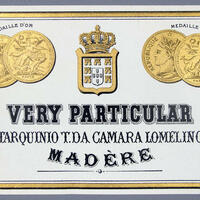 MEDAILLE D'OR
MEDAILLE
VERY PARTICULAR
TARQUINIO T. DA CAMARA LOMELINO
MADÈRE